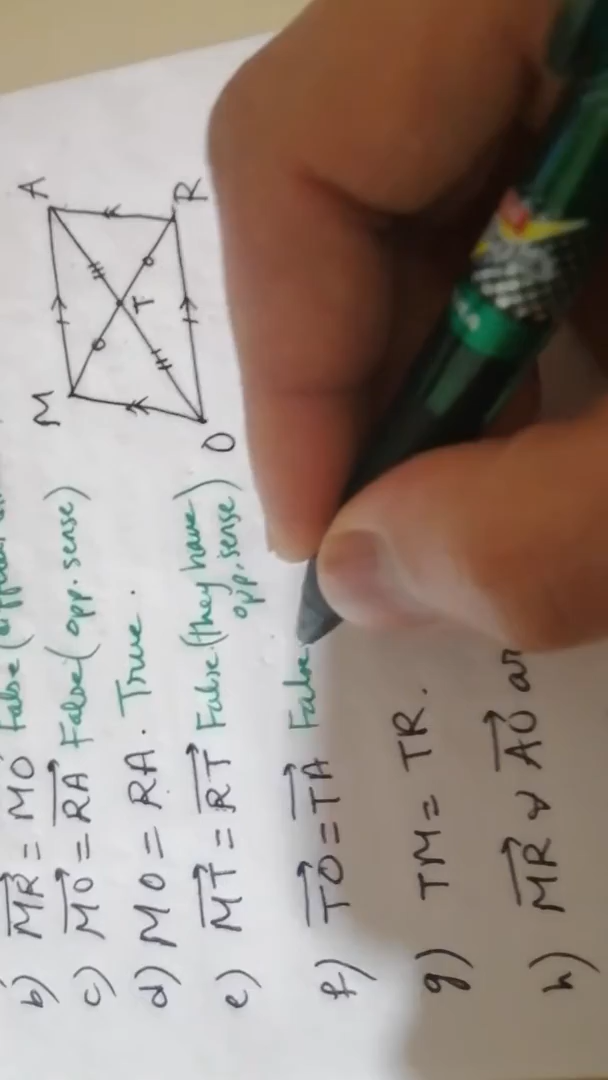 b) MR = MO False
c) MO = RA False (opp. sense)
d) MO = RA. True.
e) MT = RT False (they have opp. sense)
f) TO = TA False
g) TM = TR.
h) MR & AO
A
R
T
M
O